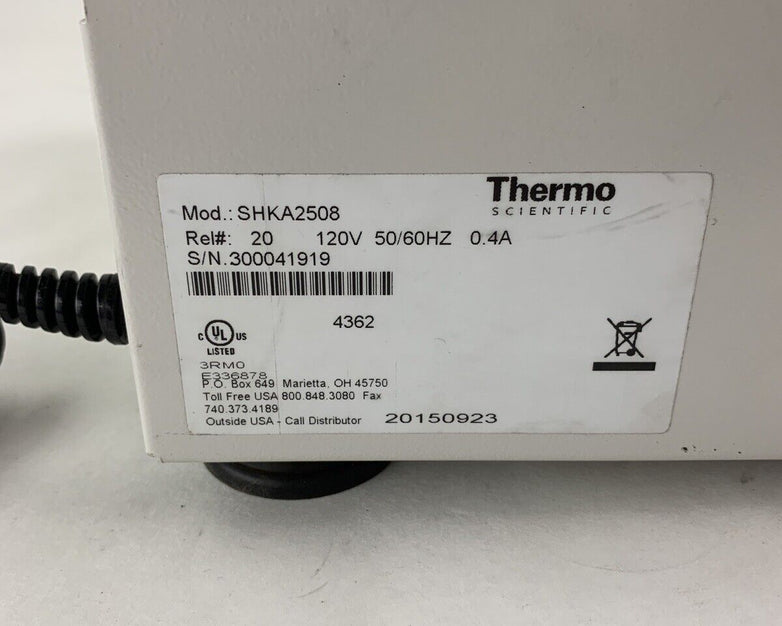 Thermo
SCIENTIFIC
Mod.: SHKA2508
Rel#: 20 120V 50/60HZ 0.4A
S/N.300041919
4362
C UL US
LISTED
3RM0
E336878
P.O. Box 649 Marietta, OH 45750
Toll Free USA 800.848.3080 Fax
740.373.4189
Outside USA - Call Distributor 20150923